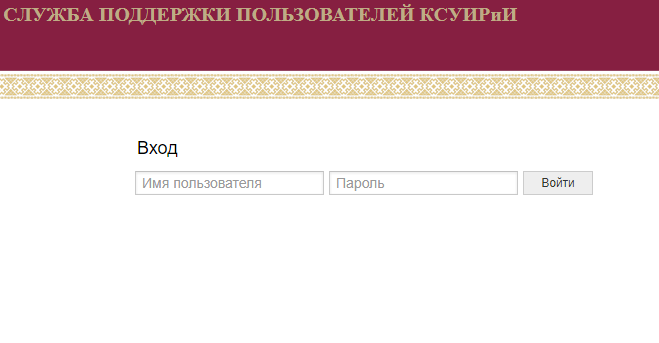 СЛУЖБА ПОДДЕРЖКИ ПОЛЬЗОВАТЕЛЕЙ КСУИРиИ
Вход
Имя пользователя Пароль Войти